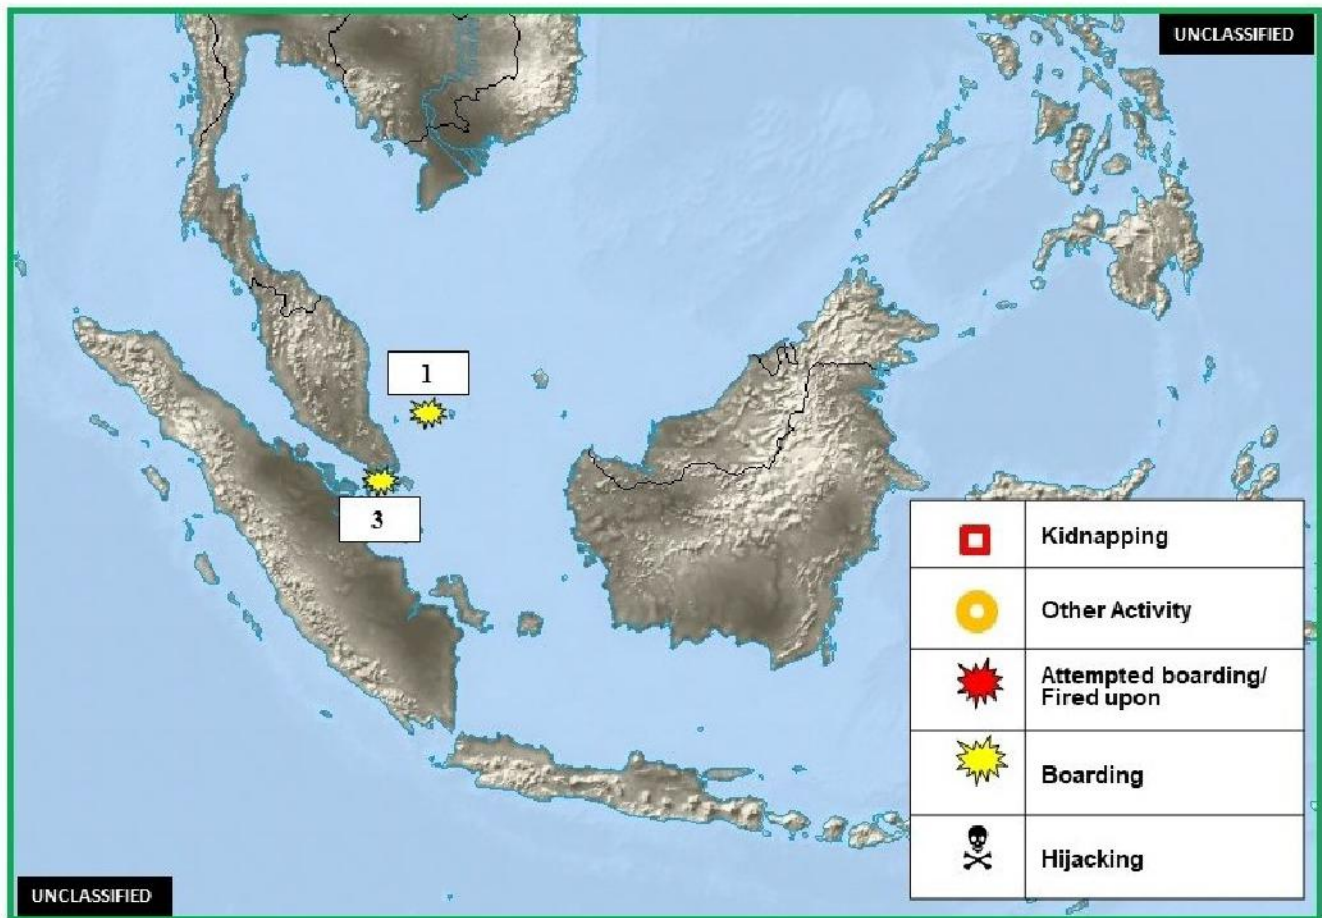 UNCLASSIFIED
1
3
Kidnapping
Other Activity
Attempted boarding/
Fired upon
Boarding
Hijacking
UNCLASSIFIED